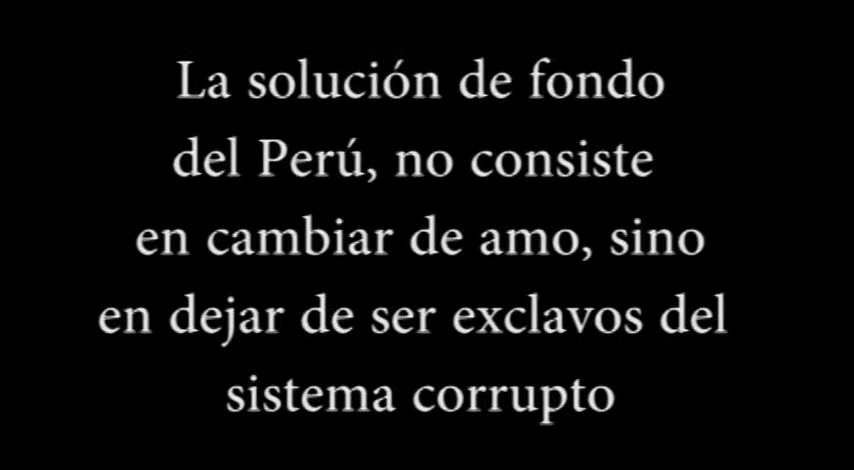 La solución de fondo
del Perú, no consiste
en cambiar de amo, sino
en dejar de ser exclavos del
sistema corrupto